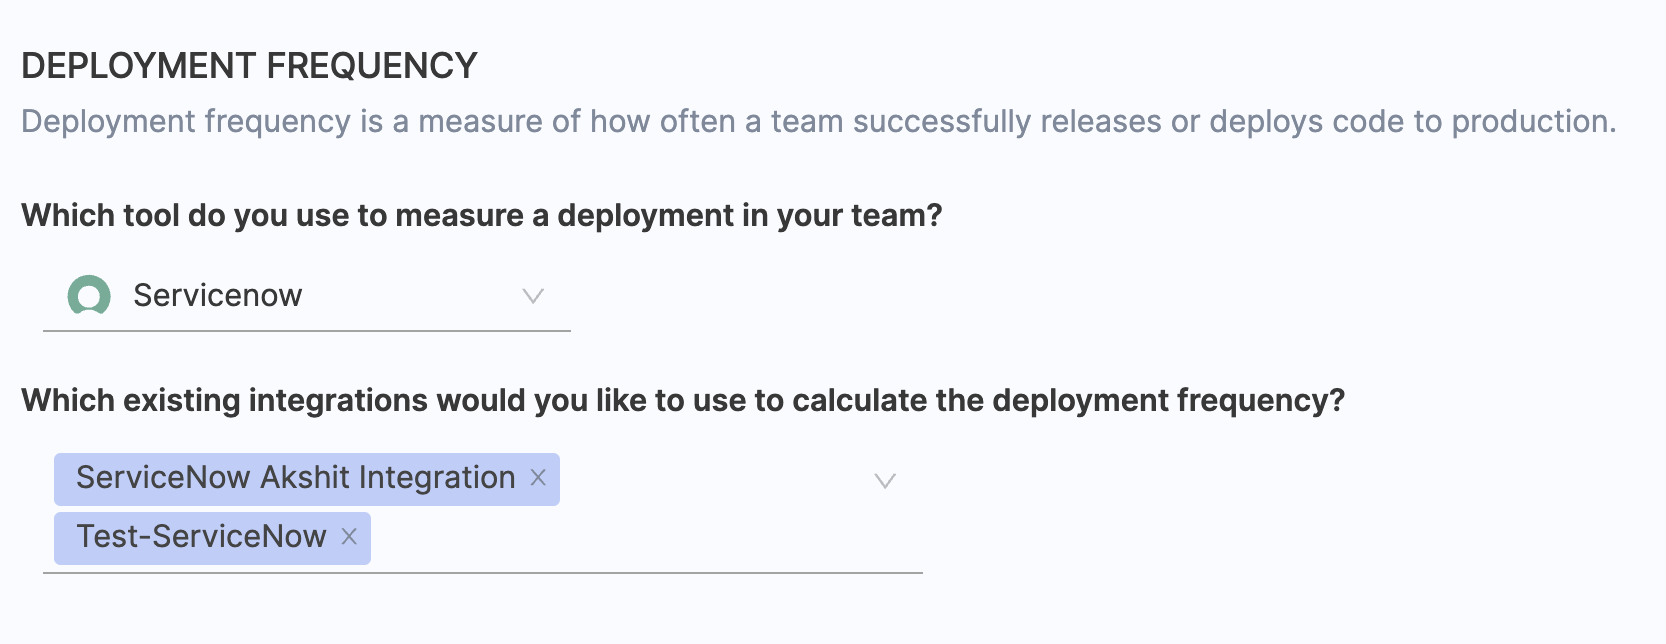 DEPLOYMENT FREQUENCY
Deployment frequency is a measure of how often a team successfully releases or deploys code to production.
Which tool do you use to measure a deployment in your team?
Servicenow
Which existing integrations would you like to use to calculate the deployment frequency?
ServiceNow Akshit Integration
Test-ServiceNow